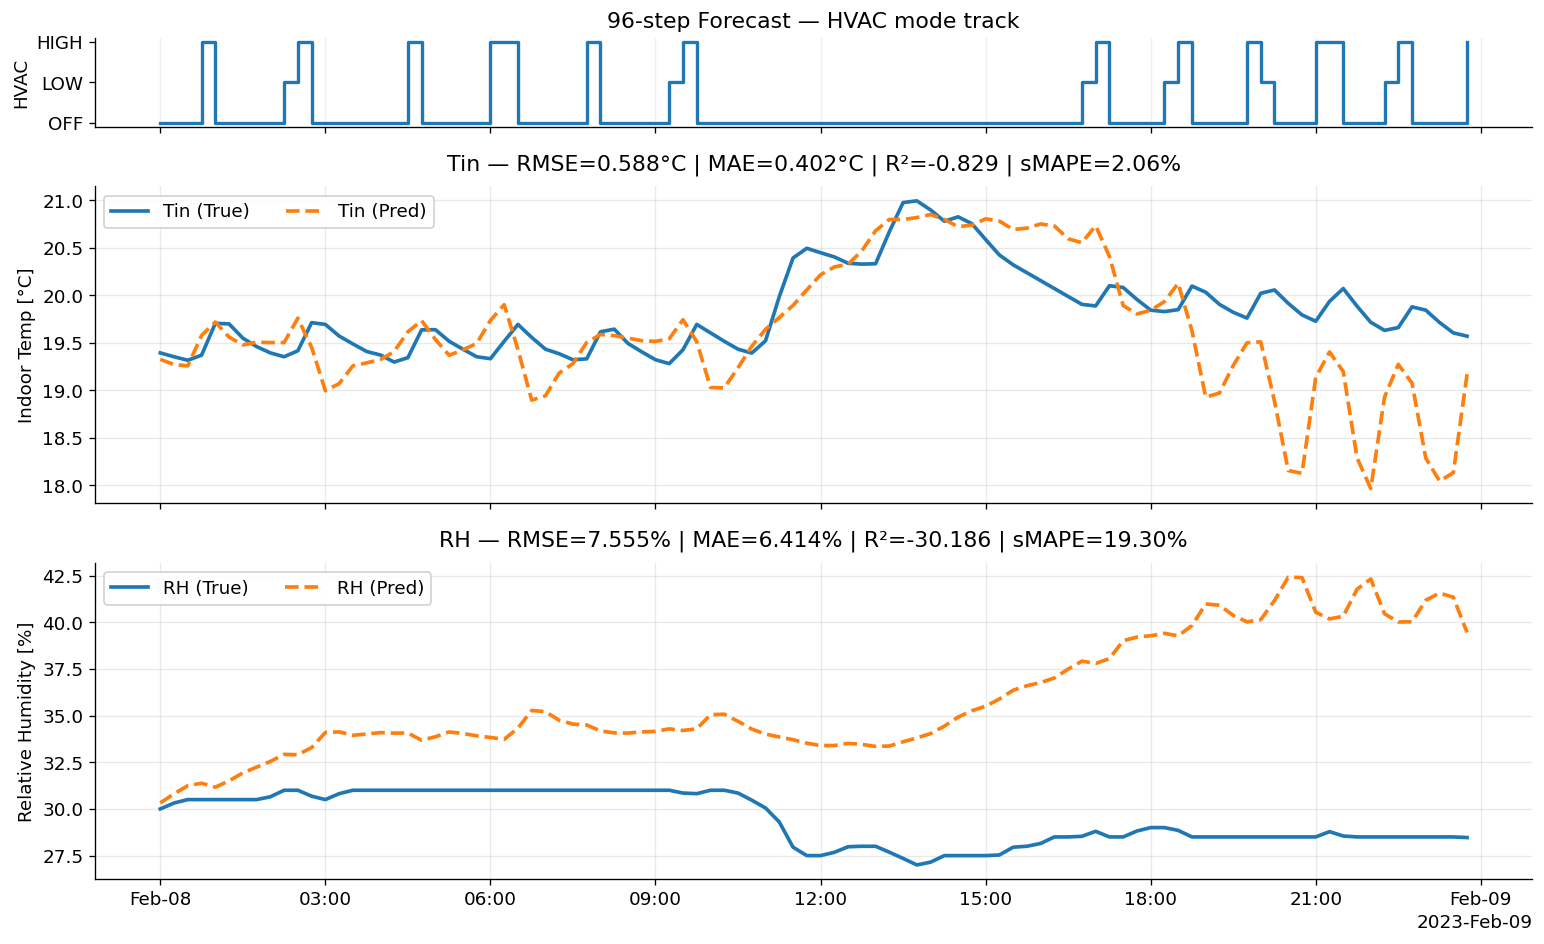 96-step Forecast — HVAC mode track
HVAC
HIGH
LOW
OFF
Tin — RMSE=0.588°C | MAE=0.402°C | R²=-0.829 | sMAPE=2.06%
Tin (True) Tin (Pred)
Indoor Temp [°C]
21.0
20.5
20.0
19.5
19.0
18.5
18.0
RH — RMSE=7.555% | MAE=6.414% | R²=-30.186 | sMAPE=19.30%
RH (True) RH (Pred)
Relative Humidity [%]
42.5
40.0
37.5
35.0
32.5
30.0
27.5
Feb-08 03:00 06:00 09:00 12:00 15:00 18:00 21:00 Feb-09
2023-Feb-09